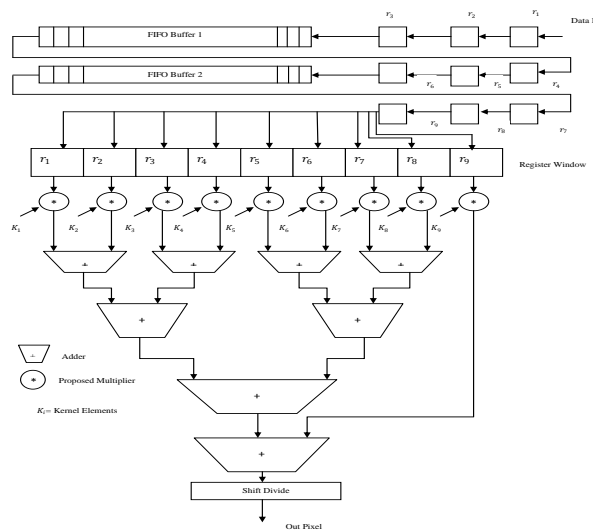 r3 r2 r1
Data I
FIFO Buffer 1
FIFO Buffer 2
r6 r5 r4
r9 r8 r7
r1 r2 r3 r4 r5 r6 r7 r8 r9
Register Window
* * * * * * * * *
K1 K2 K3 K4 K5 K6 K7 K8 K9
+ + + +
+ +
+ Adder
* Proposed Multiplier
+
Ki= Kernel Elements
+
Shift Divide
Out Pixel